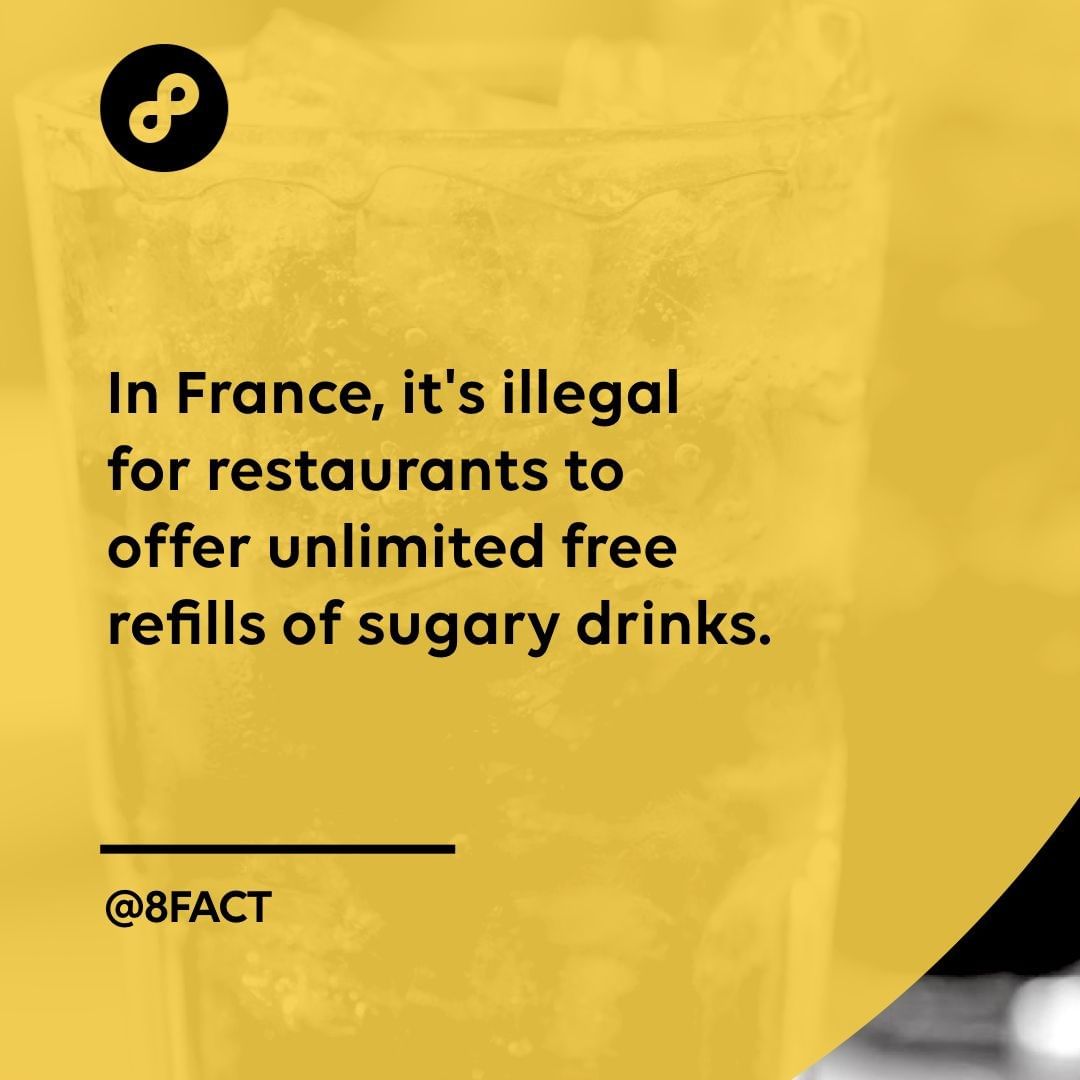 In France, it's illegal
for restaurants to
offer unlimited free
refills of sugary drinks.
@8FACT